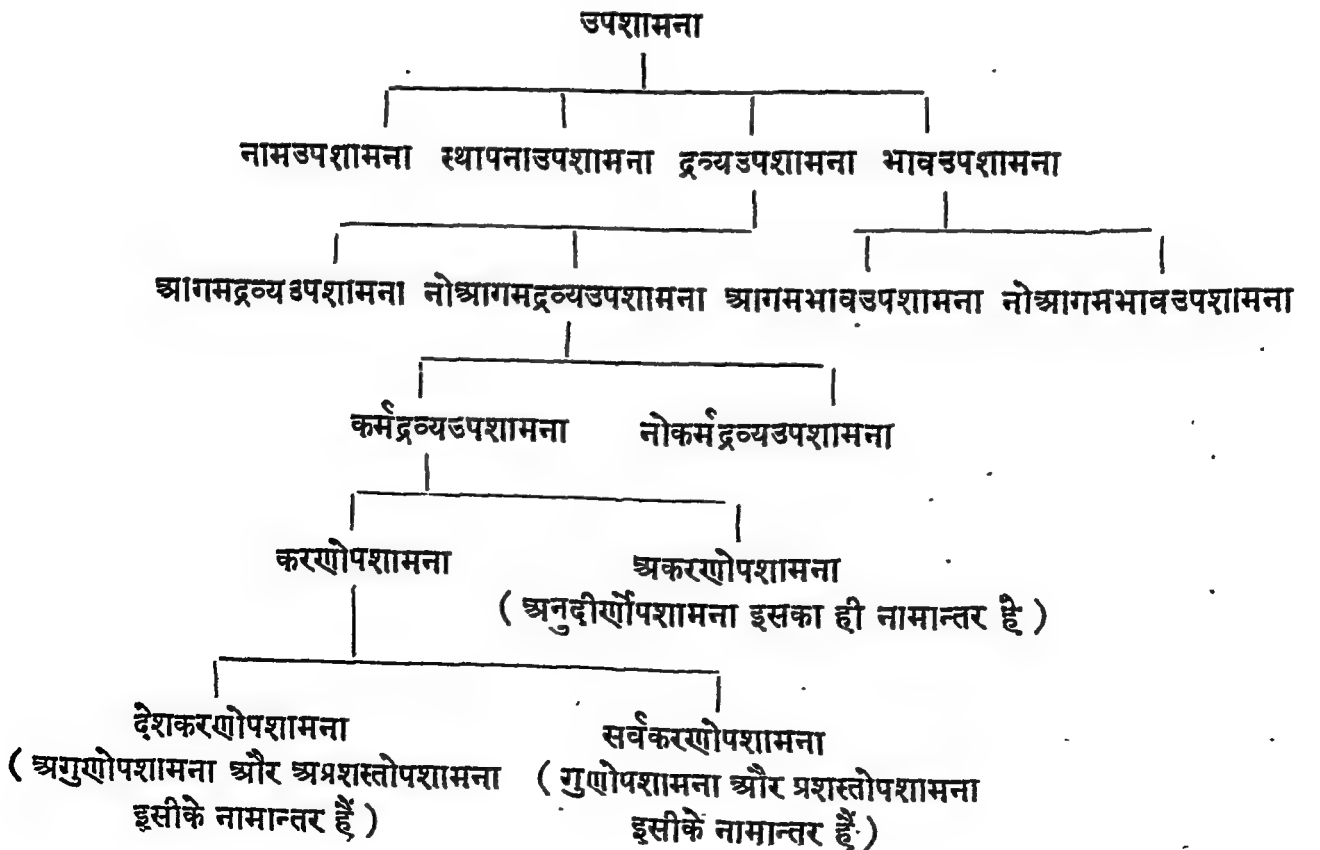 उपशामना
नामउपशामना स्थापनाउपशामना द्रव्यउपशामना भावउपशामना
आगमद्रव्यउपशामना नोआगमद्रव्यउपशामना आगमभावउपशामना नोआगमभावउपशामना
कर्मद्रव्यउपशामना नोकर्मद्रव्यउपशामना
करणोपशामना अकरणोपशामना
( अनुदीर्णोपशामना इसका ही नामान्तर है )
देशकरणोपशामना सर्वकरणोपशामना
( अगुणोपशामना और अप्रशस्तोपशामना ( गुणोपशामना और प्रशस्तोपशामना
इसीके नामान्तर हैं ) इसीके नामान्तर हैं )